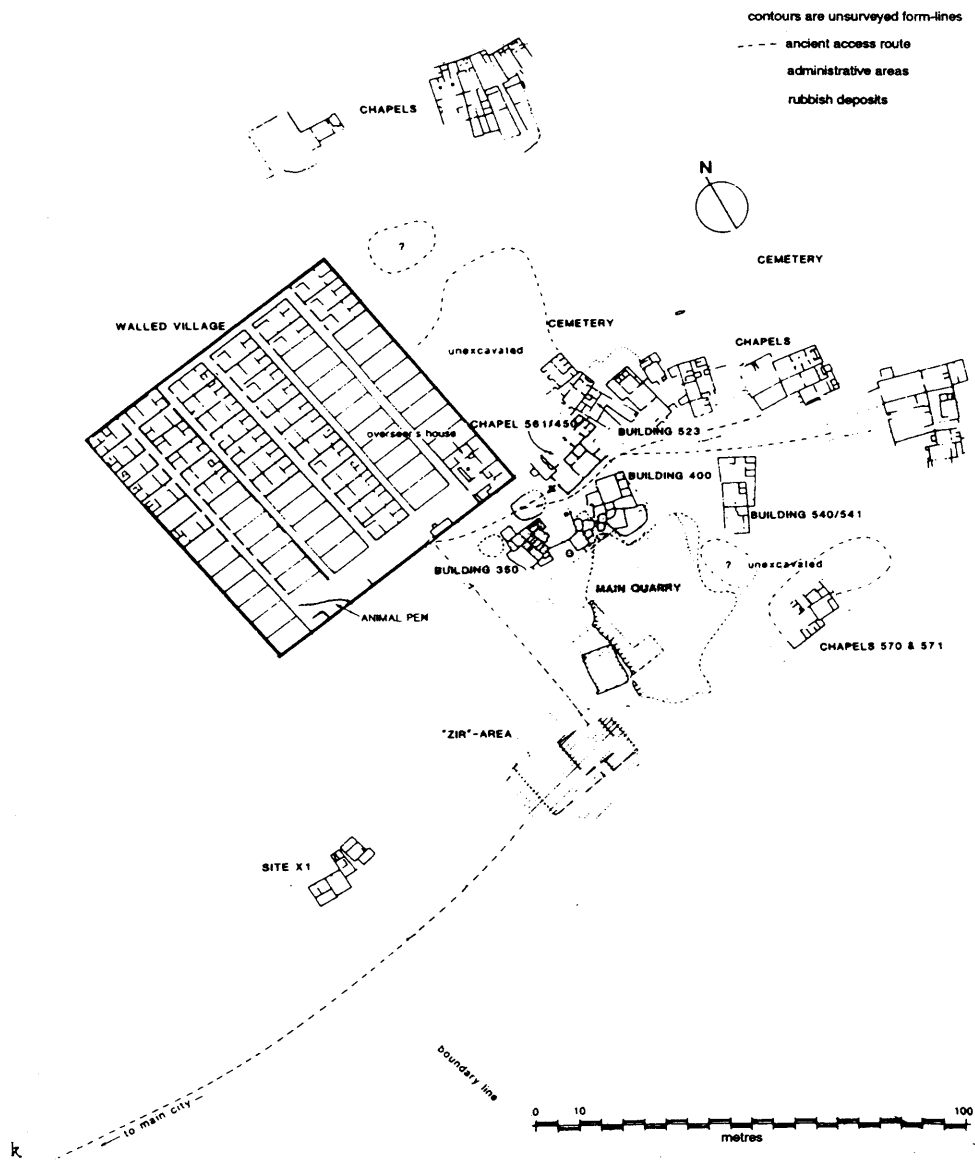 contours are unsurveyed form-lines
ancient access route
administrative areas
rubbish deposits
CHAPELS
N
?
CEMETERY
WALLED VILLAGE
CEMETERY
CHAPELS
unexcavated
CHAPEL 561/450
BUILDING 523
overseer's house
BUILDING 400
BUILDING 540/541
BUILDING 350
? unexcavated
MAIN QUARRY
ANIMAL PEN
CHAPELS 570 & 571
"ZIR"-AREA
SITE X1
boundary line
to main city
0 10 100
metres
k